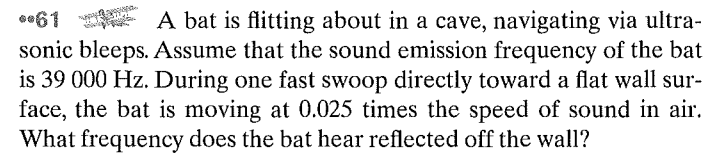 ••61 A bat is flitting about in a cave, navigating via ultra-
sonic bleeps. Assume that the sound emission frequency of the bat
is 39 000 Hz. During one fast swoop directly toward a flat wall sur-
face, the bat is moving at 0.025 times the speed of sound in air.
What frequency does the bat hear reflected off the wall?